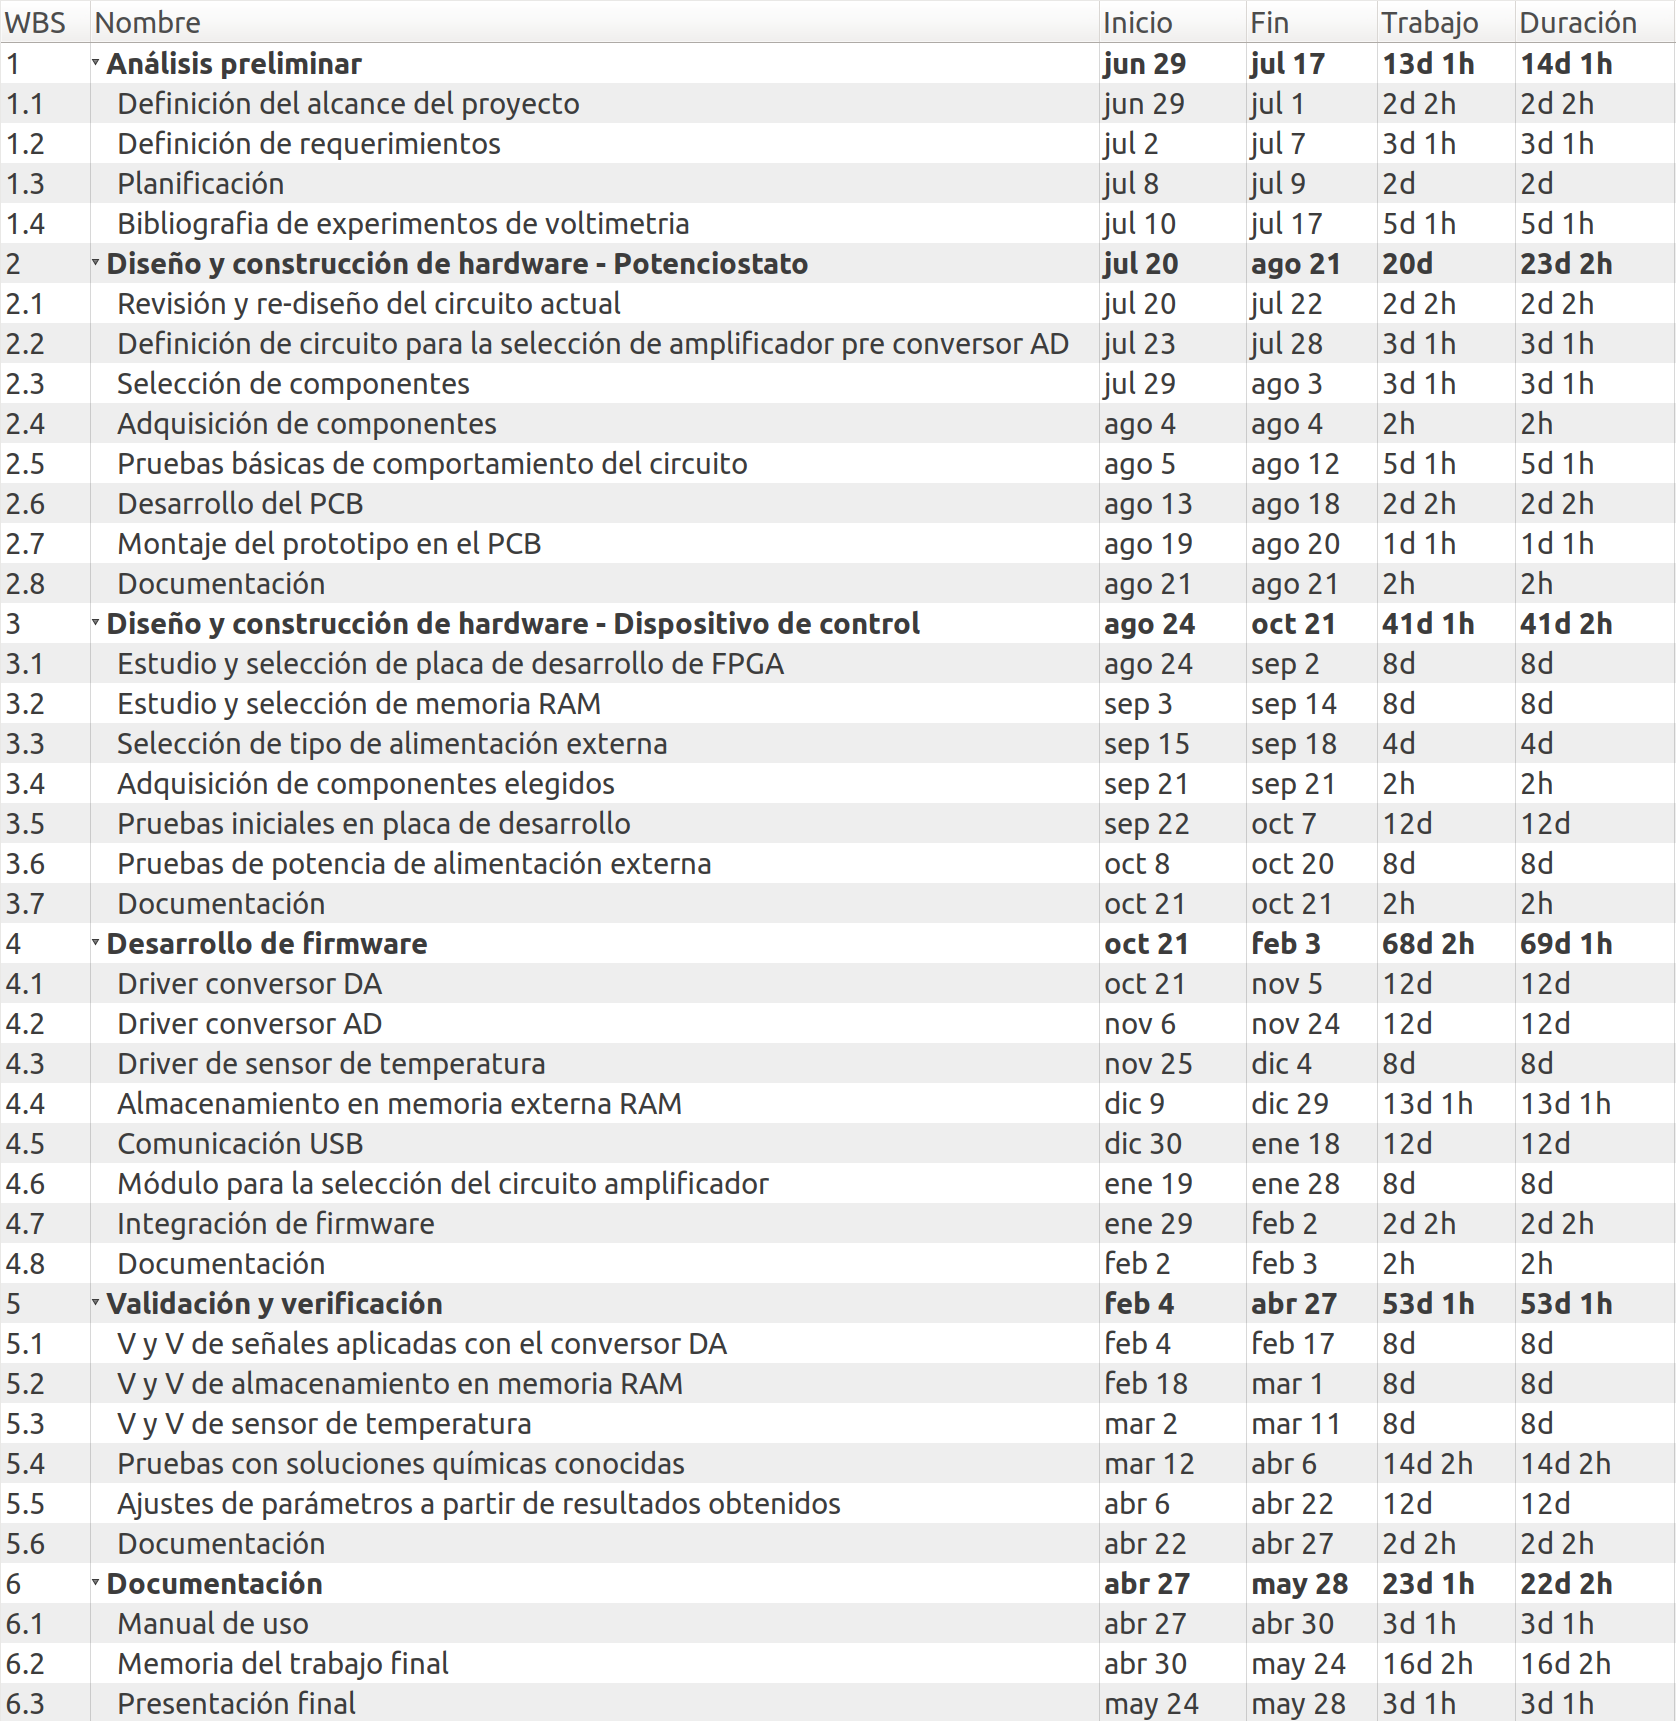 WBS Nombre Inicio Fin Trabajo Duración
1 Análisis preliminar jun 29 jul 17 13d 1h 14d 1h
1.1 Definición del alcance del proyecto jun 29 jul 1 2d 2h 2d 2h
1.2 Definición de requerimientos jul 2 jul 7 3d 1h 3d 1h
1.3 Planificación jul 8 jul 9 2d 2d
1.4 Bibliografia de experimentos de voltimetria jul 10 jul 17 5d 1h 5d 1h
2 Diseño y construcción de hardware - Potenciostato jul 20 ago 21 20d 23d 2h
2.1 Revisión y re-diseño del circuito actual jul 20 jul 22 2d 2h 2d 2h
2.2 Definición de circuito para la selección de amplificador pre conversor AD jul 23 jul 28 3d 1h 3d 1h
2.3 Selección de componentes jul 29 ago 3 3d 1h 3d 1h
2.4 Adquisición de componentes ago 4 ago 4 2h 2h
2.5 Pruebas básicas de comportamiento del circuito ago 5 ago 12 5d 1h 5d 1h
2.6 Desarrollo del PCB ago 13 ago 18 2d 2h 2d 2h
2.7 Montaje del prototipo en el PCB ago 19 ago 20 1d 1h 1d 1h
2.8 Documentación ago 21 ago 21 2h 2h
3 Diseño y construcción de hardware - Dispositivo de control ago 24 oct 21 41d 1h 41d 2h
3.1 Estudio y selección de placa de desarrollo de FPGA ago 24 sep 2 8d 8d
3.2 Estudio y selección de memoria RAM sep 3 sep 14 8d 8d
3.3 Selección de tipo de alimentación externa sep 15 sep 18 4d 4d
3.4 Adquisición de componentes elegidos sep 21 sep 21 2h 2h
3.5 Pruebas iniciales en placa de desarrollo sep 22 oct 7 12d 12d
3.6 Pruebas de potencia de alimentación externa oct 8 oct 20 8d 8d
3.7 Documentación oct 21 oct 21 2h 2h
4 Desarrollo de firmware oct 21 feb 3 68d 2h 69d 1h
4.1 Driver conversor DA oct 21 nov 5 12d 12d
4.2 Driver conversor AD nov 6 nov 24 12d 12d
4.3 Driver de sensor de temperatura nov 25 dic 4 8d 8d
4.4 Almacenamiento en memoria externa RAM dic 9 dic 29 13d 1h 13d 1h
4.5 Comunicación USB dic 30 ene 18 12d 12d
4.6 Módulo para la selección del circuito amplificador ene 19 ene 28 8d 8d
4.7 Integración de firmware ene 29 feb 2 2d 2h 2d 2h
4.8 Documentación feb 2 feb 3 2h 2h
5 Validación y verificación feb 4 abr 27 53d 1h 53d 1h
5.1 V y V de señales aplicadas con el conversor DA feb 4 feb 17 8d 8d
5.2 V y V de almacenamiento en memoria RAM feb 18 mar 1 8d 8d
5.3 V y V de sensor de temperatura mar 2 mar 11 8d 8d
5.4 Pruebas con soluciones químicas conocidas mar 12 abr 6 14d 2h 14d 2h
5.5 Ajustes de parámetros a partir de resultados obtenidos abr 6 abr 22 12d 12d
5.6 Documentación abr 22 abr 27 2d 2h 2d 2h
6 Documentación abr 27 may 28 23d 1h 22d 2h
6.1 Manual de uso abr 27 abr 30 3d 1h 3d 1h
6.2 Memoria del trabajo final abr 30 may 24 16d 2h 16d 2h
6.3 Presentación final may 24 may 28 3d 1h 3d 1h